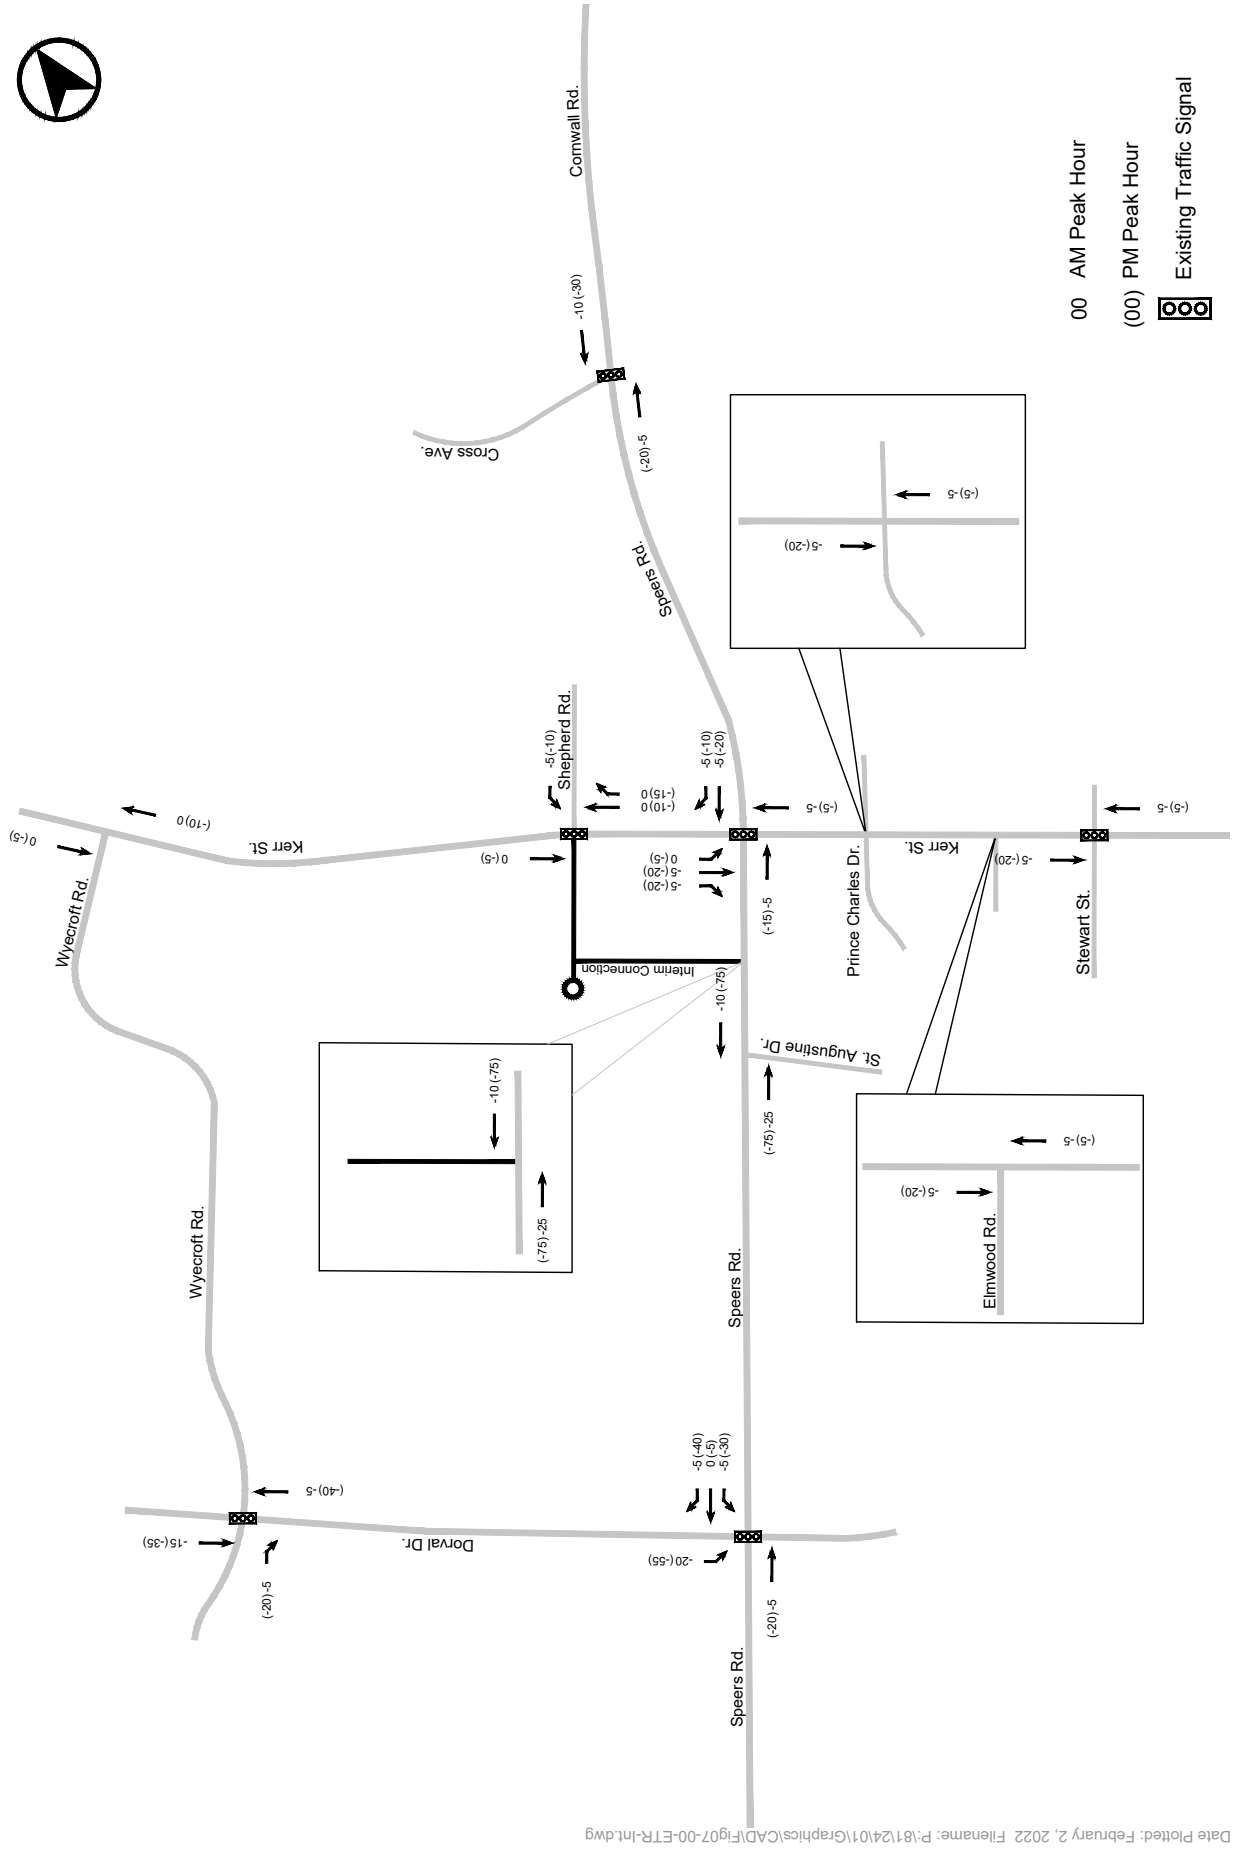 Cornwall Rd.
00 AM Peak Hour
(00) PM Peak Hour
Existing Traffic Signal
-10 (-30)
Cross Ave.
(-20) -5
Speers Rd.
(-5) -5
-5 (-20)
Shepherd Rd.
-5 (-10)
(-15) 0
(-10) 0
-5 (-10)
-5 (-20)
(-5) -5
(-5) -5
(-10) 0
0 (-5)
Kerr St.
0 (-5)
0 (-5)
-5 (-20)
-5 (-20)
(-15) -5
Kerr St.
-5 (-20)
Wyecroft Rd.
Prince Charles Dr.
Stewart St.
Interim Connection
-10 (-75)
St. Augustine Dr.
-10 (-75)
(-75) -25
(-75) -25
(-5) -5
-5 (-20)
Elmwood Rd.
Wyecroft Rd.
Speers Rd.
-5 (-40)
0 (-5)
-5 (-30)
(-40) -5
-15 (-35)
Dorval Dr.
-20 (-55)
(-20) -5
(-20) -5
Speers Rd.
Date Plotted: February 2, 2022 Filename: P:\81\24\01\Graphics\CAD\Fig07-00-ETR-Int.dwg